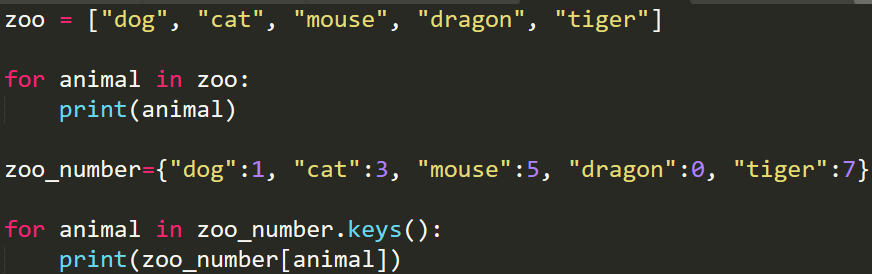 zoo = ["dog", "cat", "mouse", "dragon", "tiger"]
for animal in zoo:
    print(animal)
zoo_number={"dog":1, "cat":3, "mouse":5, "dragon":0, "tiger":7}
for animal in zoo_number.keys():
    print(zoo_number[animal])